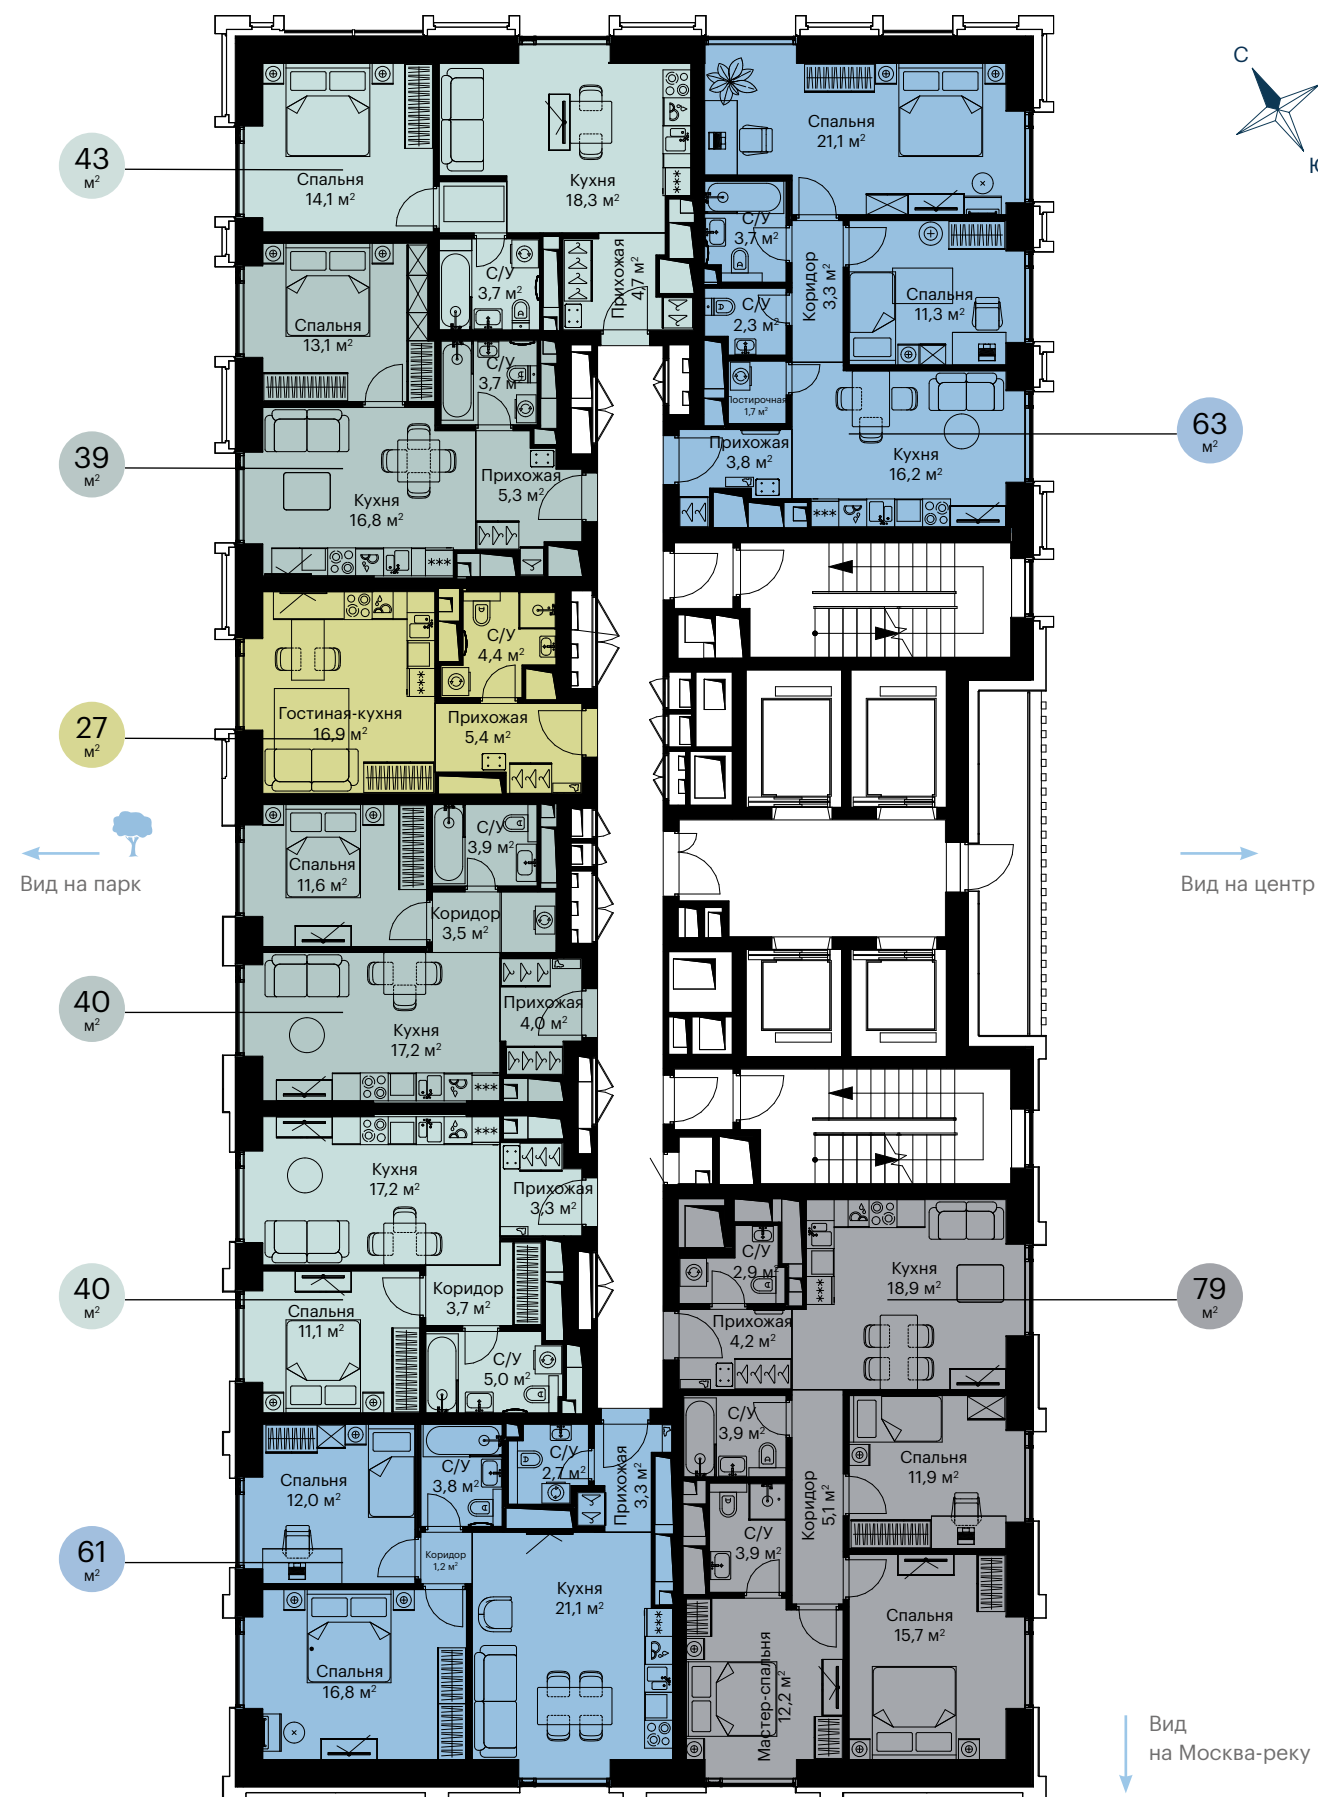 С
Ю
43
м²
Спальня
14,1 м²
Кухня
18,3 м²
Спальня
21,1 м²
С/У
3,7 м²
Прихожая
4,7 м²
С/У
3,7 м²
Коридор
3,3 м²
С/У
2,3 м²
Спальня
11,3 м²
Спальня
13,1 м²
С/У
3,7 м²
Постирочная
1,7 м²
39
м²
Кухня
16,8 м²
Прихожая
5,3 м²
Прихожая
3,8 м²
Кухня
16,2 м²
63
м²
***
***
***
27
м²
Гостиная-кухня
16,9 м²
С/У
4,4 м²
Прихожая
5,4 м²
***
Вид на парк
Вид на центр
Спальня
11,6 м²
С/У
3,9 м²
Коридор
3,5 м²
40
м²
Кухня
17,2 м²
Прихожая
4,0 м²
***
***
Кухня
17,2 м²
Прихожая
3,3 м²
40
м²
Спальня
11,1 м²
Коридор
3,7 м²
С/У
5,0 м²
С/У
2,9 м²
Кухня
18,9 м²
***
79
м²
Прихожая
4,2 м²
С/У
3,9 м²
Спальня
11,9 м²
Коридор
5,1 м²
С/У
3,9 м²
Спальня
15,7 м²
Мастер-спальня
12,2 м²
61
м²
Спальня
12,0 м²
С/У
3,8 м²
С/У
2,7 м²
Прихожая
3,3 м²
Коридор
1,2 м²
Кухня
21,1 м²
***
Спальня
16,8 м²
Вид
на Москва-реку